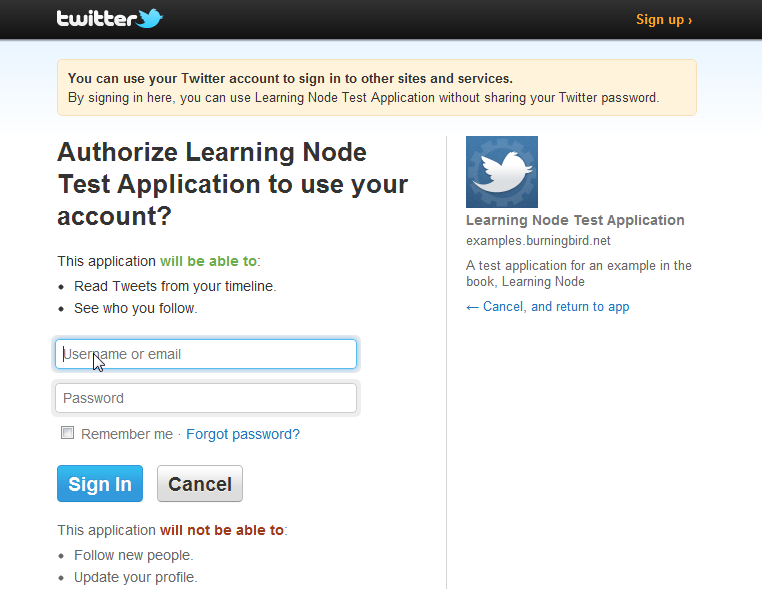 twitter
Sign up ›
You can use your Twitter account to sign in to other sites and services.
By signing in here, you can use Learning Node Test Application without sharing your Twitter password.
Authorize Learning Node
Test Application to use your
account?
This application will be able to:
• Read Tweets from your timeline.
• See who you follow.
Username or email
Password
Remember me · Forgot password?
Sign In
Cancel
This application will not be able to:
• Follow new people.
• Update your profile.
Learning Node Test Application
examples.burningbird.net
A test application for an example in the
book, Learning Node
← Cancel, and return to app